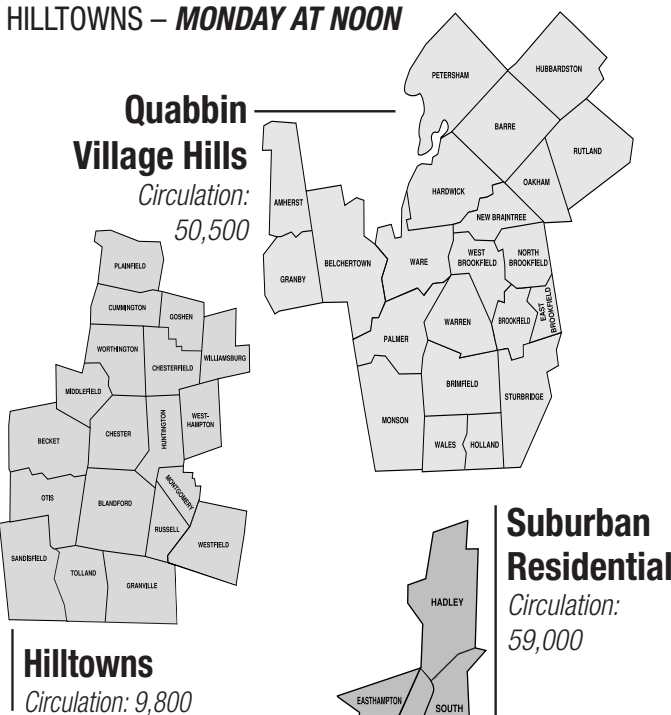 HILLTOWNS – MONDAY AT NOON
Quabbin
Village Hills
Circulation:
50,500
PETERSHAM
HUBBARDSTON
BARRE
RUTLAND
HARDWICK
OAKHAM
NEW BRAINTREE
AMHERST
GRANBY
BELCHERTOWN
WARE
WEST
BROOKFIELD
NORTH
BROOKFIELD
PALMER
WARREN
BROOKFIELD
EAST
BROOKFIELD
BRIMFIELD
STURBRIDGE
MONSON
WALES
HOLLAND
PLAINFIELD
CUMMINGTON
GOSHEN
WORTHINGTON
CHESTERFIELD
WILLIAMSBURG
MIDDLEFIELD
BECKET
CHESTER
HUNTINGTON
WEST-
HAMPTON
OTIS
BLANDFORD
MONTGOMERY
RUSSELL
WESTFIELD
SANDISFIELD
TOLLAND
GRANVILLE
Hilltowns
Circulation: 9,800
Suburban
Residential
Circulation:
59,000
HADLEY
EASTHAMPTON
SOUTH